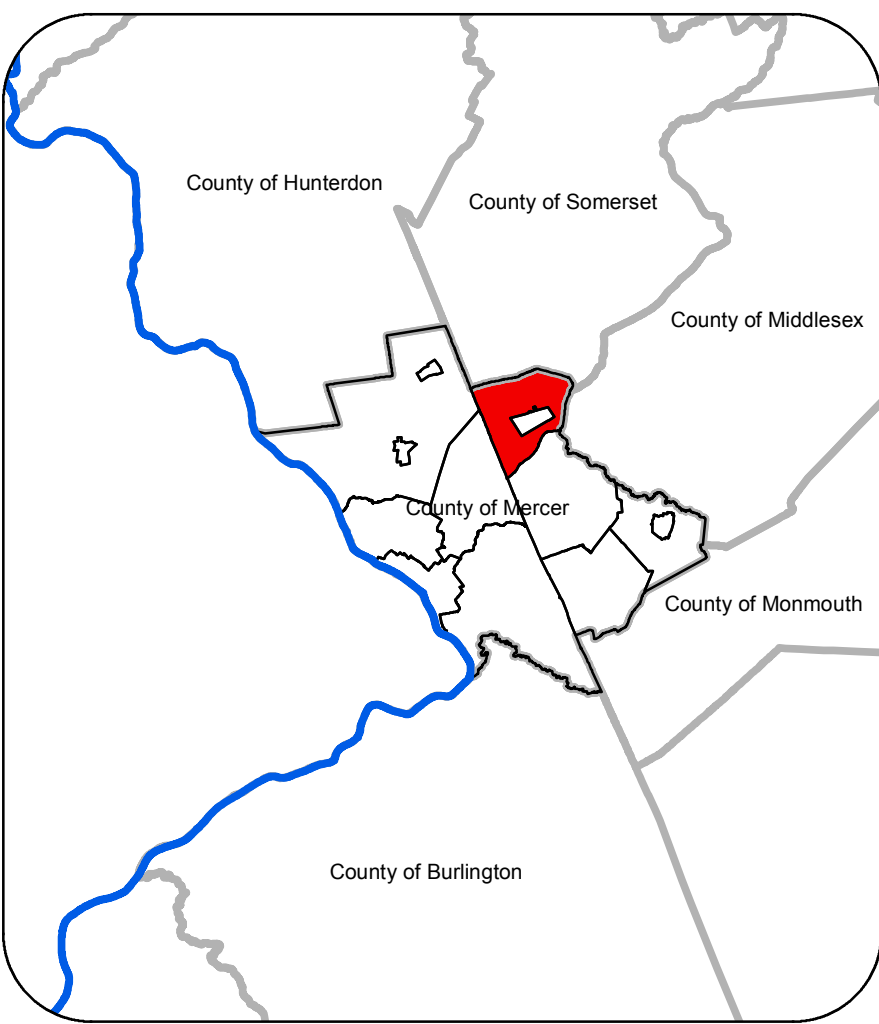 County of Hunterdon
County of Somerset
County of Middlesex
County of Mercer
County of Monmouth
County of Burlington